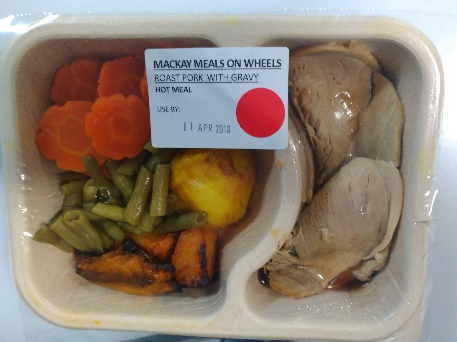 MACKAY MEALS ON WHEELS
ROAST PORK WITH GRAVY
HOT MEAL
USE BY:
11 APR 2018